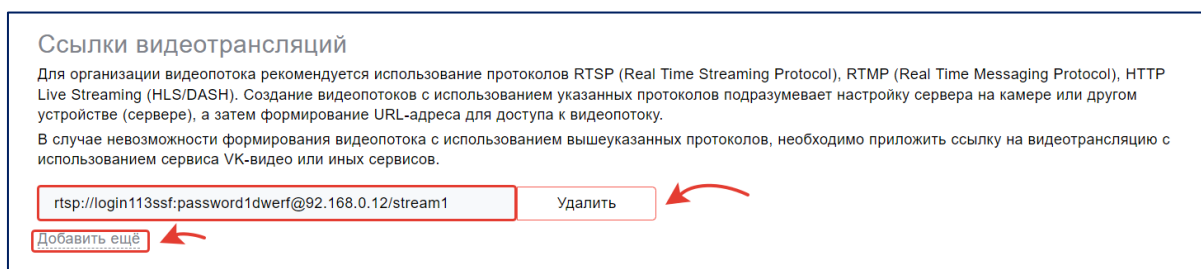 Ссылки видеотрансляций
Для организации видеопотока рекомендуется использование протоколов RTSP (Real Time Streaming Protocol), RTMP (Real Time Messaging Protocol), HTTP
Live Streaming (HLS/DASH). Создание видеопотоков с использованием указанных протоколов подразумевает настройку сервера на камере или другом
устройстве (сервере), а затем формирование URL-адреса для доступа к видеопотоку.
В случае невозможности формирования видеопотока с использованием вышеуказанных протоколов, необходимо приложить ссылку на видеотрансляцию с
использованием сервиса VK-видео или иных сервисов.
rtsp://login113ssf:password1dwerf@92.168.0.12/stream1 Удалить
Добавить ещё